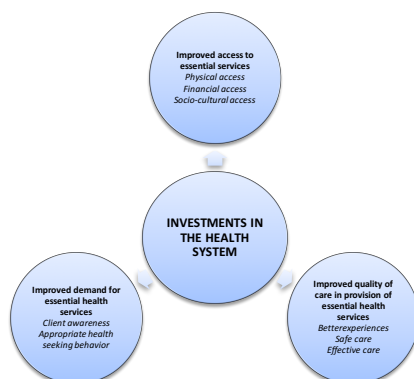 Improved access to
essential services
Physical access
Financial access
Socio-cultural access
INVESTMENTS IN
THE HEALTH
SYSTEM
Improved demand for
essential health
services
Client awareness
Appropriate health
seeking behavior
Improved quality of
care in provision of
essential health
services
Betterexperiences
Safe care
Effective care